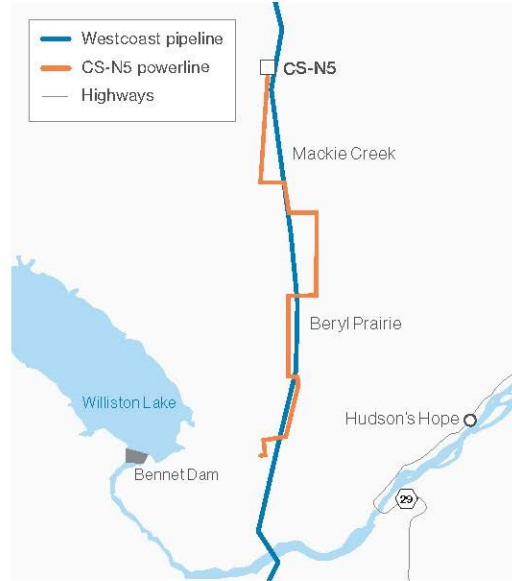 Westcoast pipeline
CS-N5 powerline
Highways
CS-N5
Mackie Creek
Beryl Prairie
Williston Lake
Hudson's Hope
Bennet Dam
29